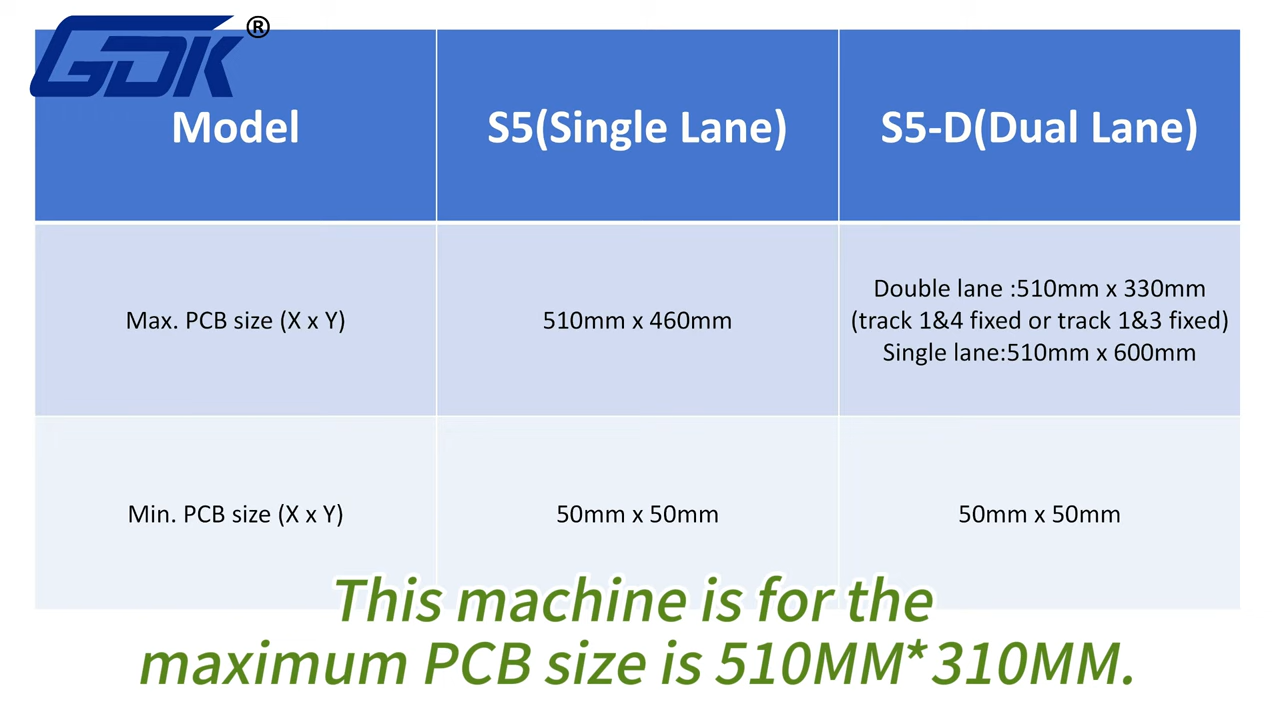 GDK®
Model
S5(Single Lane)
S5-D(Dual Lane)
Max. PCB size (X x Y)
510mm x 460mm
Double lane :510mm x 330mm
(track 1&4 fixed or track 1&3 fixed)
Single lane:510mm x 600mm
Min. PCB size (X x Y)
50mm x 50mm
50mm x 50mm
This machine is for the
maximum PCB size is 510MM*310MM.